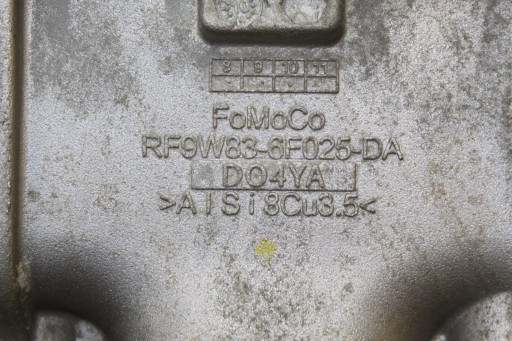 8 9 10 11
FoMoCo
RF9W83-6F025-DA
DO4YA
>AlSi8Cu3.5<